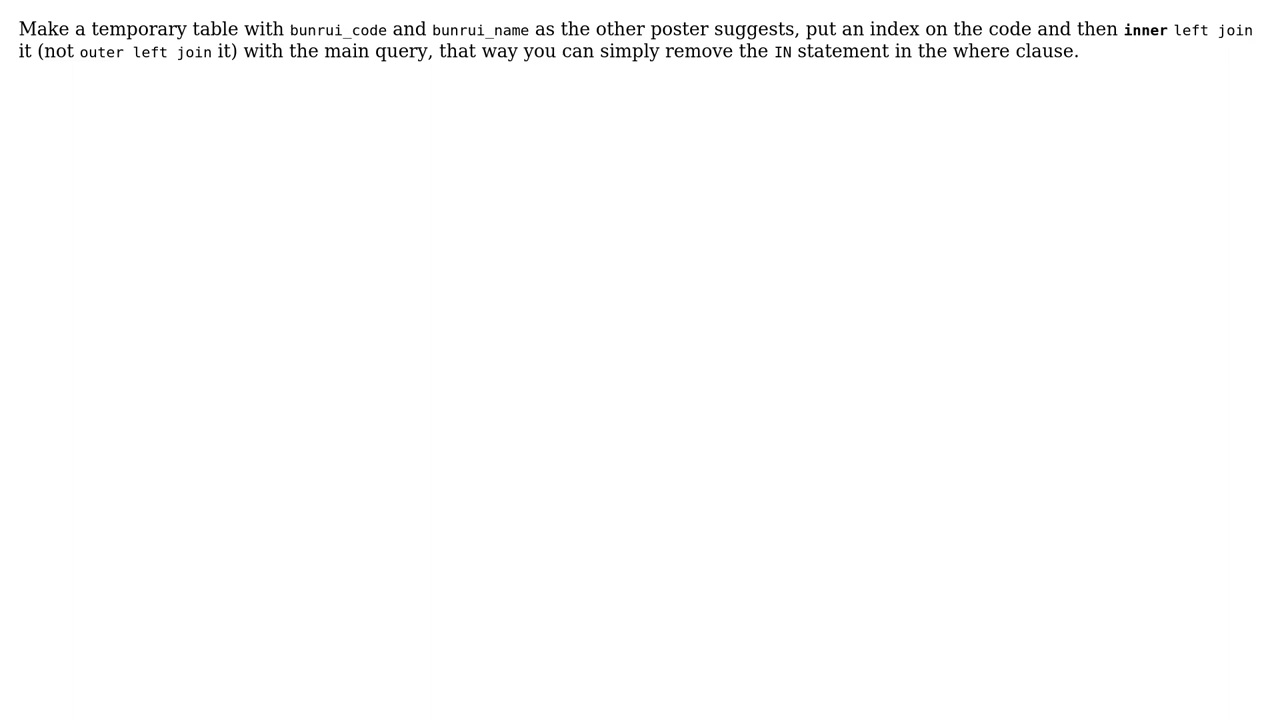 Make a temporary table with bunrui_code and bunrui_name as the other poster suggests, put an index on the code and then inner left join
it (not outer left join it) with the main query, that way you can simply remove the IN statement in the where clause.